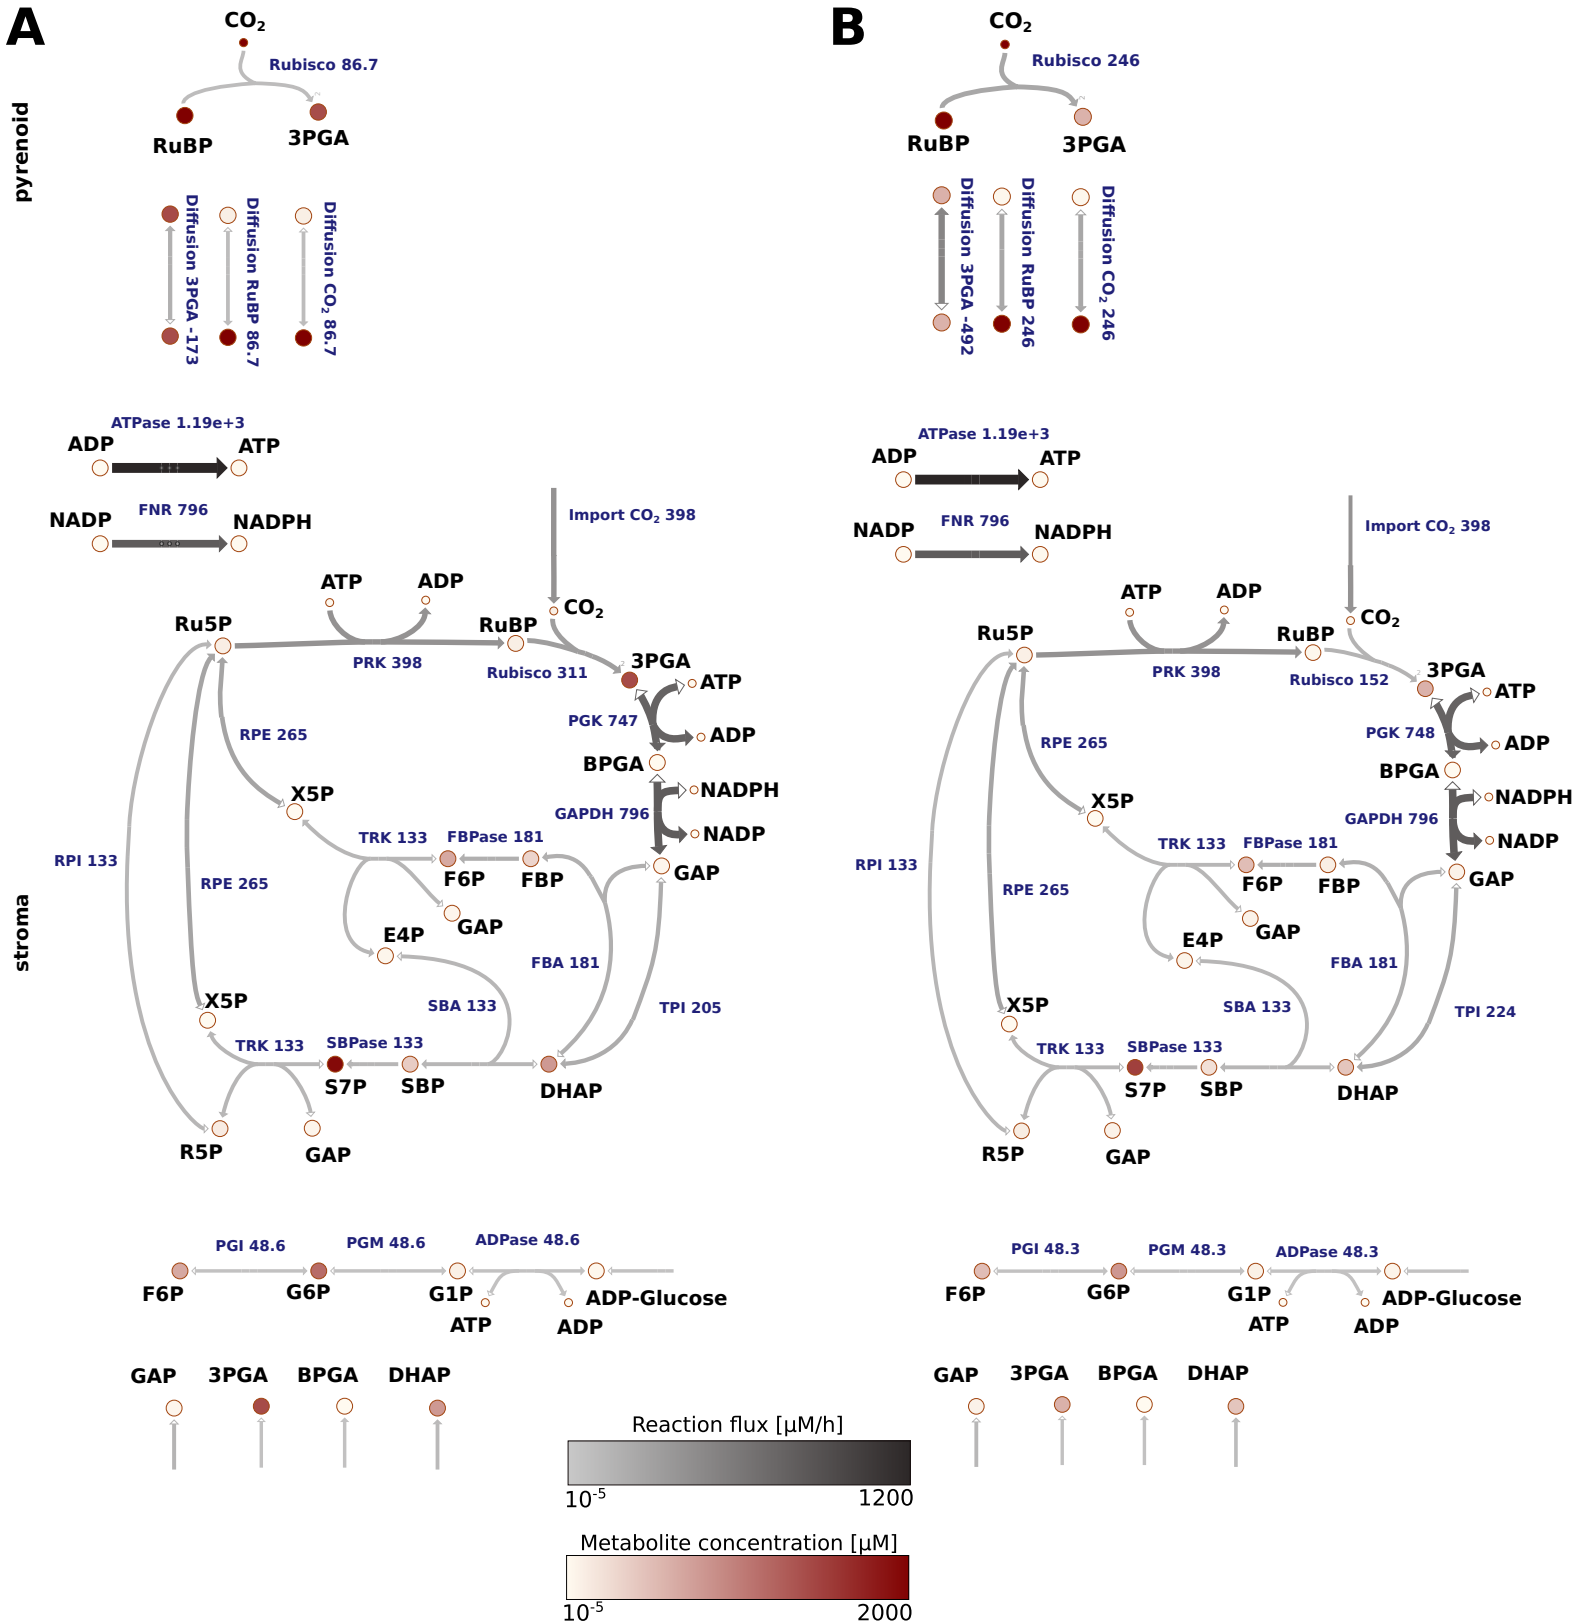 A
CO2
Rubisco 86.7
2
RuBP
3PGA
pyrenoid
Diffusion 3PGA -173
Diffusion RuBP 86.7
Diffusion CO2 86.7
ATPase 1.19e+3
ADP
ATP
FNR 796
NADP
NADPH
Import CO2 398
ATP
ADP
CO2
Ru5P
RuBP
PRK 398
Rubisco 311
2
3PGA
ATP
PGK 747
ADP
BPGA
NADPH
GAPDH 796
NADP
GAP
RPE 265
X5P
TRK 133
FBPase 181
F6P
FBP
RPI 133
RPE 265
GAP
E4P
stroma
FBA 181
SBA 133
TPI 205
X5P
TRK 133
SBPase 133
S7P
SBP
DHAP
R5P
GAP
PGI 48.6
PGM 48.6
ADPase 48.6
F6P
G6P
G1P
ADP-Glucose
ATP
ADP
GAP
3PGA
BPGA
DHAP
B
CO2
Rubisco 246
2
RuBP
3PGA
Diffusion 3PGA -492
Diffusion RuBP 246
Diffusion CO2 246
ATPase 1.19e+3
ADP
ATP
FNR 796
NADP
NADPH
Import CO2 398
ATP
ADP
CO2
Ru5P
RuBP
PRK 398
Rubisco 152
2
3PGA
ATP
PGK 748
ADP
BPGA
NADPH
GAPDH 796
NADP
GAP
RPE 265
X5P
TRK 133
FBPase 181
F6P
FBP
RPI 133
RPE 265
GAP
E4P
FBA 181
SBA 133
TPI 224
X5P
TRK 133
SBPase 133
S7P
SBP
DHAP
R5P
GAP
PGI 48.3
PGM 48.3
ADPase 48.3
F6P
G6P
G1P
ADP-Glucose
ATP
ADP
GAP
3PGA
BPGA
DHAP
Reaction flux [µM/h]
10-5
1200
Metabolite concentration [µM]
10-5
2000